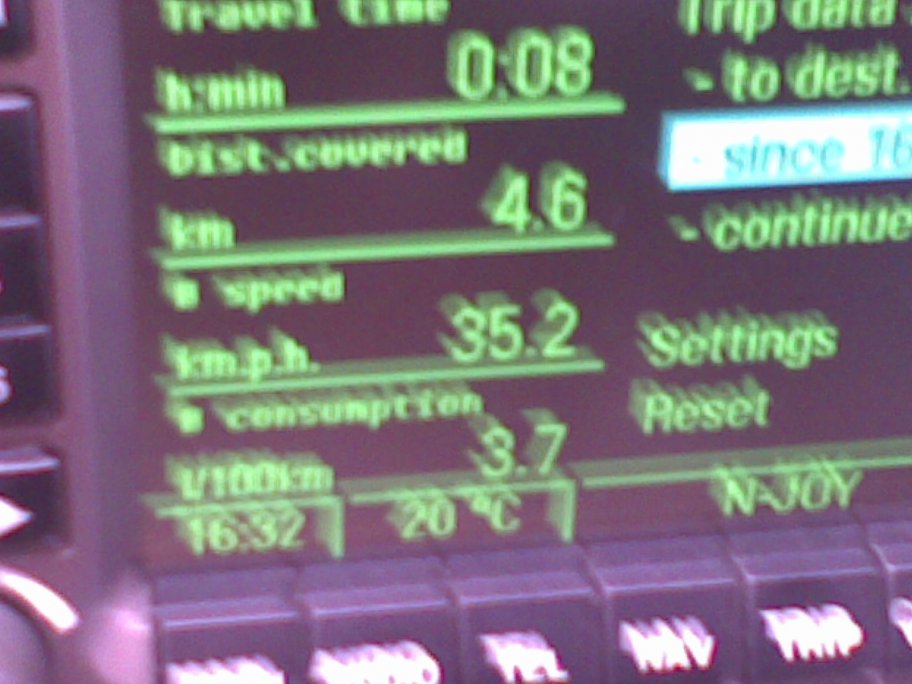 Travel time
h:min 0:08
Dist.covered
km 4.6
Ø speed
km.p.h. 35.2
Ø consumption
l/100km 3.7
16:32 20 °C N-JOY
Trip data
- to dest.
- since 16
- continue
Settings
Reset
TEL NAV TRIP